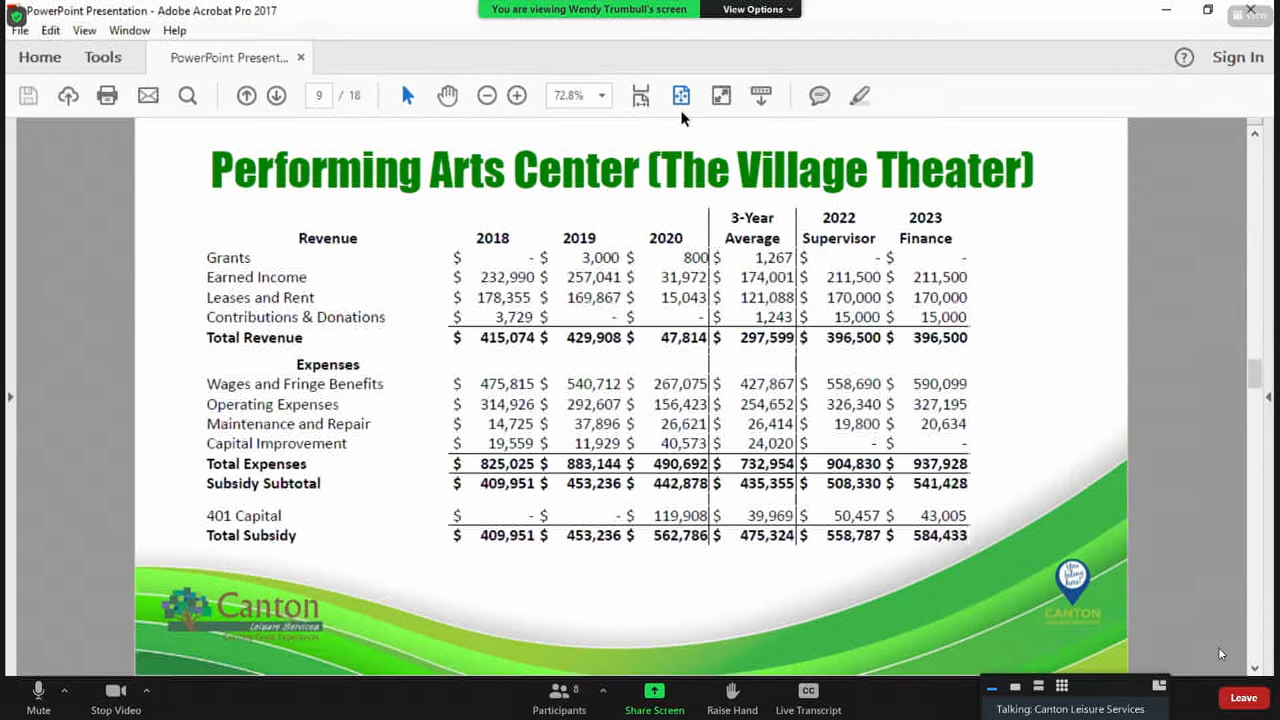 PowerPoint Presentation - Adobe Acrobat Pro 2017
You are viewing Wendy Trumbull's screen
View Options
View
File Edit View Window Help
Home Tools PowerPoint Present... × Sign In
9 / 18 72.8%
Performing Arts Center (The Village Theater)
3-Year 2022 2023
Revenue 2018 2019 2020 Average Supervisor Finance
Grants $ - $ 3,000 $ 800 $ 1,267 $ - $ -
Earned Income $ 232,990 $ 257,041 $ 31,972 $ 174,001 $ 211,500 $ 211,500
Leases and Rent $ 178,355 $ 169,867 $ 15,043 $ 121,088 $ 170,000 $ 170,000
Contributions & Donations $ 3,729 $ - $ - $ 1,243 $ 15,000 $ 15,000
Total Revenue $ 415,074 $ 429,908 $ 47,814 $ 297,599 $ 396,500 $ 396,500
Expenses
Wages and Fringe Benefits $ 475,815 $ 540,712 $ 267,075 $ 427,867 $ 558,690 $ 590,099
Operating Expenses $ 314,926 $ 292,607 $ 156,423 $ 254,652 $ 326,340 $ 327,195
Maintenance and Repair $ 14,725 $ 37,896 $ 26,621 $ 26,414 $ 19,800 $ 20,634
Capital Improvement $ 19,559 $ 11,929 $ 40,573 $ 24,020 $ - $ -
Total Expenses $ 825,025 $ 883,144 $ 490,692 $ 732,954 $ 904,830 $ 937,928
Subsidy Subtotal $ 409,951 $ 453,236 $ 442,878 $ 435,355 $ 508,330 $ 541,428
401 Capital $ - $ - $ 119,908 $ 39,969 $ 50,457 $ 43,005
Total Subsidy $ 409,951 $ 453,236 $ 562,786 $ 475,324 $ 558,787 $ 584,433
Canton
Leisure Services
You
belong
here!
CANTON
Mute Stop Video Participants 8 Share Screen Raise Hand CC Live Transcript
Talking: Canton Leisure Services
Leave